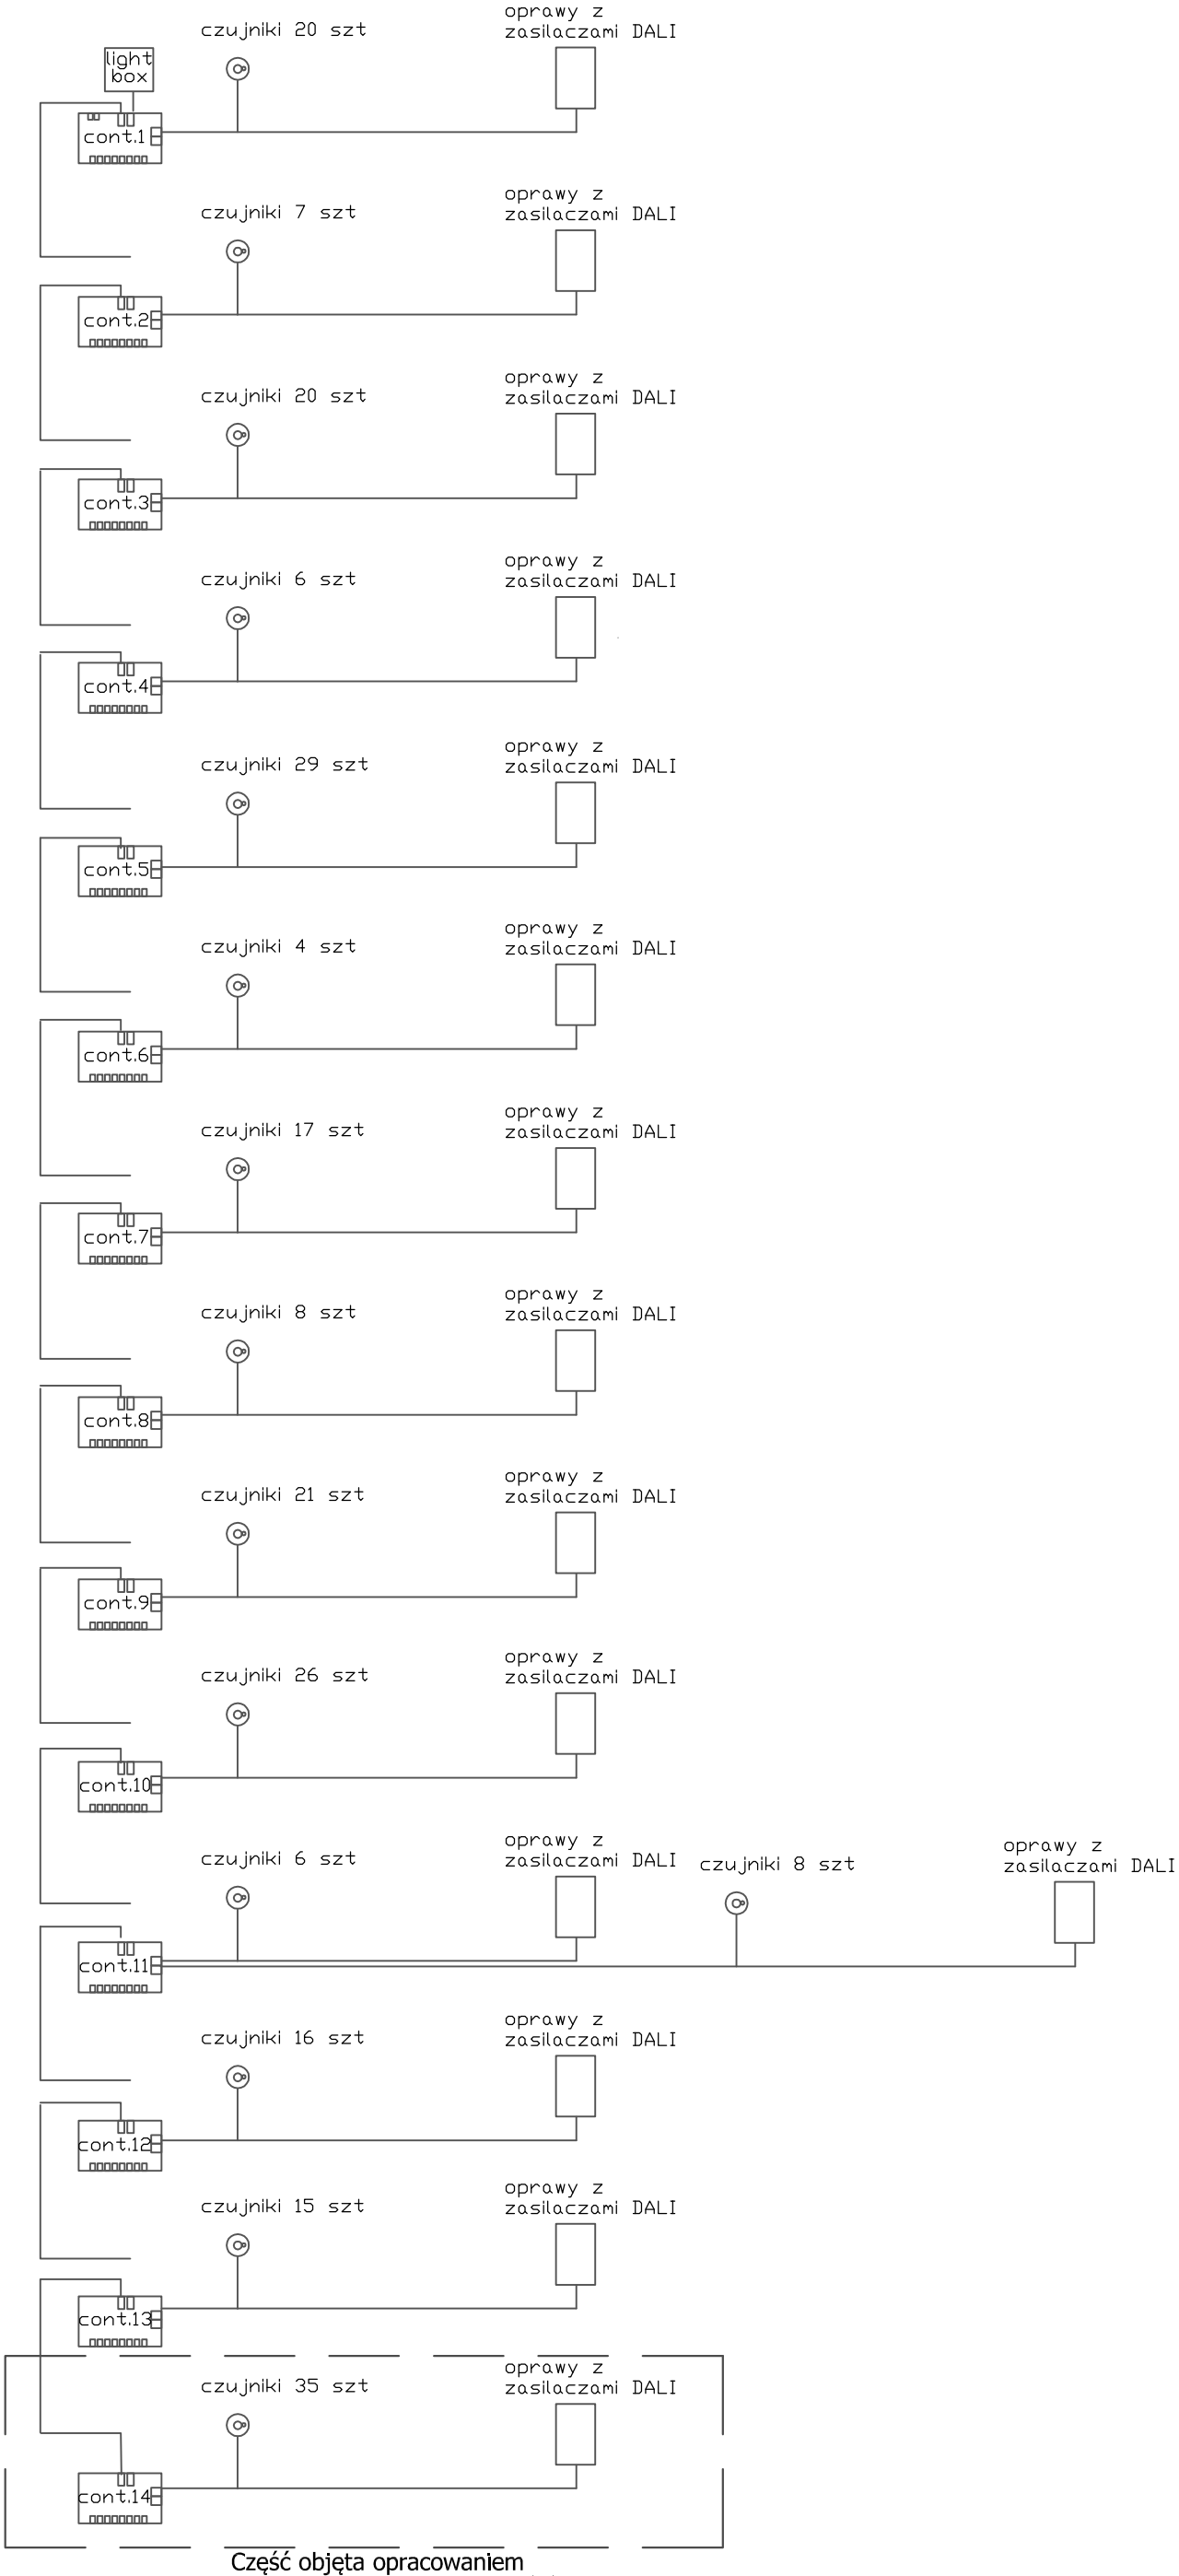 czujniki 20 szt
oprawy z
zasilaczami DALI
light
box
cont.1
czujniki 7 szt
oprawy z
zasilaczami DALI
cont.2
czujniki 20 szt
oprawy z
zasilaczami DALI
cont.3
czujniki 6 szt
oprawy z
zasilaczami DALI
cont.4
czujniki 29 szt
oprawy z
zasilaczami DALI
cont.5
czujniki 4 szt
oprawy z
zasilaczami DALI
cont.6
czujniki 17 szt
oprawy z
zasilaczami DALI
cont.7
czujniki 8 szt
oprawy z
zasilaczami DALI
cont.8
czujniki 21 szt
oprawy z
zasilaczami DALI
cont.9
czujniki 26 szt
oprawy z
zasilaczami DALI
cont.10
czujniki 6 szt
oprawy z
zasilaczami DALI
czujniki 8 szt
oprawy z
zasilaczami DALI
cont.11
czujniki 16 szt
oprawy z
zasilaczami DALI
cont.12
czujniki 15 szt
oprawy z
zasilaczami DALI
cont.13
czujniki 35 szt
oprawy z
zasilaczami DALI
cont.14
Część objęta opracowaniem